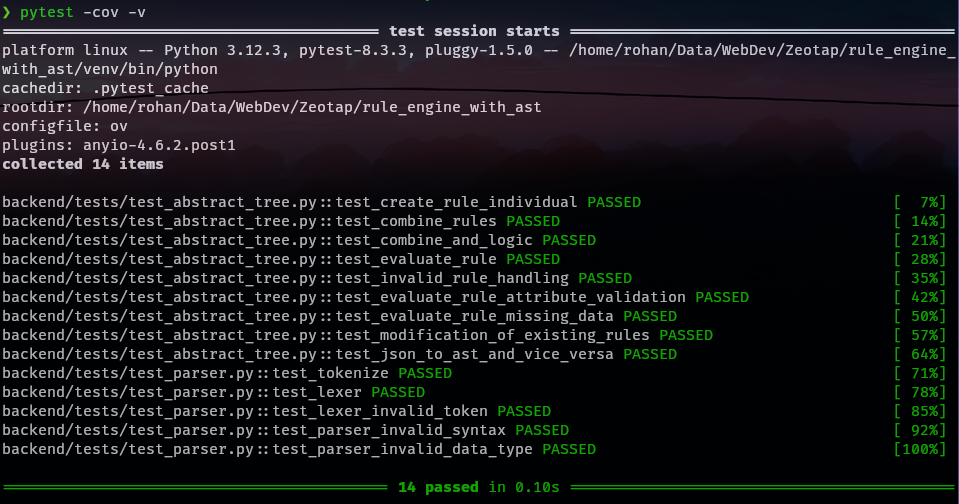 ❯ pytest -cov -v
test session starts
platform linux -- Python 3.12.3, pytest-8.3.3, pluggy-1.5.0 -- /home/rohan/Data/WebDev/Zeotap/rule_engine_
with_ast/venv/bin/python
cachedir: .pytest_cache
rootdir: /home/rohan/Data/WebDev/Zeotap/rule_engine_with_ast
configfile: ov
plugins: anyio-4.6.2.post1
collected 14 items
backend/tests/test_abstract_tree.py::test_create_rule_individual PASSED [  7%]
backend/tests/test_abstract_tree.py::test_combine_rules PASSED [ 14%]
backend/tests/test_abstract_tree.py::test_combine_and_logic PASSED [ 21%]
backend/tests/test_abstract_tree.py::test_evaluate_rule PASSED [ 28%]
backend/tests/test_abstract_tree.py::test_invalid_rule_handling PASSED [ 35%]
backend/tests/test_abstract_tree.py::test_evaluate_rule_attribute_validation PASSED [ 42%]
backend/tests/test_abstract_tree.py::test_evaluate_rule_missing_data PASSED [ 50%]
backend/tests/test_abstract_tree.py::test_modification_of_existing_rules PASSED [ 57%]
backend/tests/test_abstract_tree.py::test_json_to_ast_and_vice_versa PASSED [ 64%]
backend/tests/test_parser.py::test_tokenize PASSED [ 71%]
backend/tests/test_parser.py::test_lexer PASSED [ 78%]
backend/tests/test_parser.py::test_lexer_invalid_token PASSED [ 85%]
backend/tests/test_parser.py::test_parser_invalid_syntax PASSED [ 92%]
backend/tests/test_parser.py::test_parser_invalid_data_type PASSED [100%]
14 passed in 0.10s